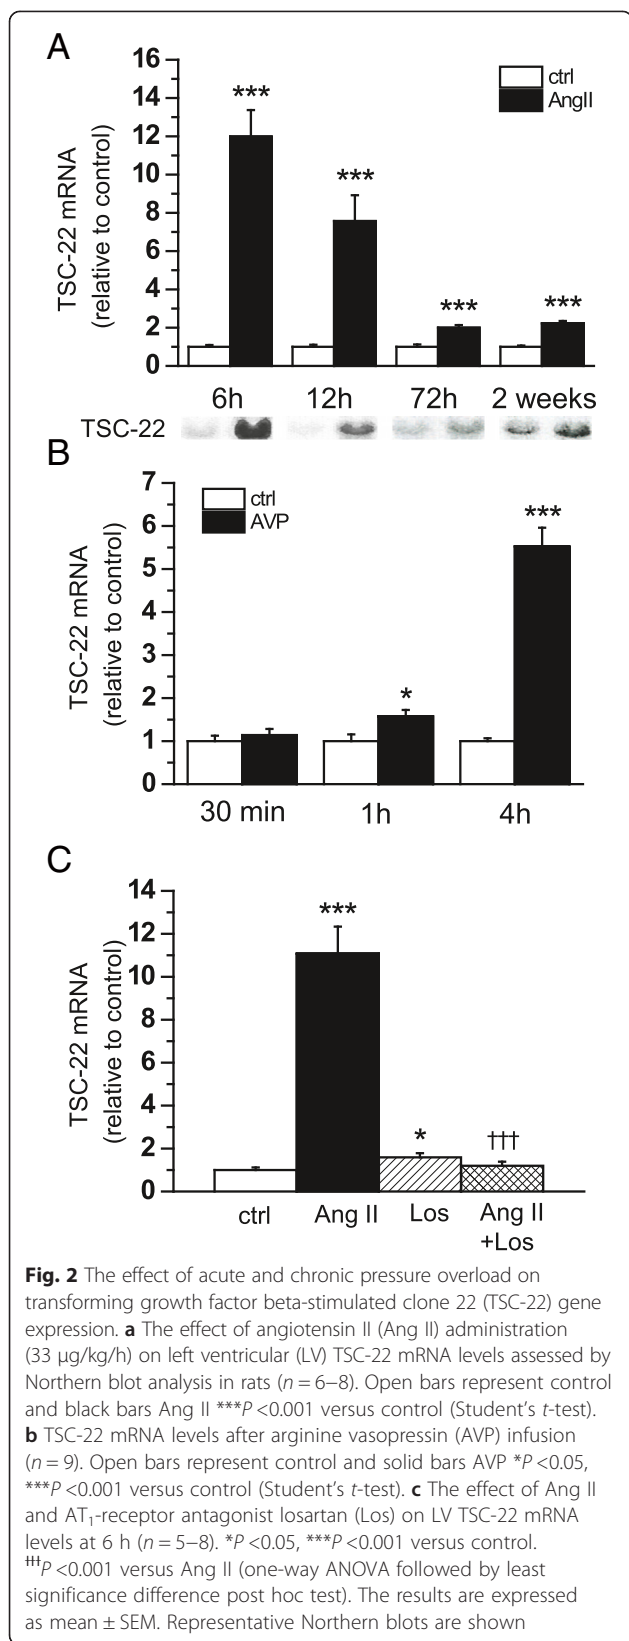 A
16
14
12
10
8
6
4
2
0
TSC-22 mRNA
(relative to control)
ctrl
AngII
***
***
***
***
6h 12h 72h 2 weeks
TSC-22
B
7
6
5
4
3
2
1
0
TSC-22 mRNA
(relative to control)
ctrl
AVP
*
***
30 min 1h 4h
C
14
12
10
8
6
4
2
0
TSC-22 mRNA
(relative to control)
***
*
†††
ctrl Ang II Los Ang II
+Los
Fig. 2 The effect of acute and chronic pressure overload on
transforming growth factor beta-stimulated clone 22 (TSC-22) gene
expression. a The effect of angiotensin II (Ang II) administration
(33 μg/kg/h) on left ventricular (LV) TSC-22 mRNA levels assessed by
Northern blot analysis in rats (n = 6–8). Open bars represent control
and black bars Ang II ***P <0.001 versus control (Student's t-test).
b TSC-22 mRNA levels after arginine vasopressin (AVP) infusion
(n = 9). Open bars represent control and solid bars AVP *P <0.05,
***P <0.001 versus control (Student's t-test). c The effect of Ang II
and AT₁-receptor antagonist losartan (Los) on LV TSC-22 mRNA
levels at 6 h (n = 5–8). *P <0.05, ***P <0.001 versus control.
ƚƚƚP <0.001 versus Ang II (one-way ANOVA followed by least
significance difference post hoc test). The results are expressed
as mean ± SEM. Representative Northern blots are shown